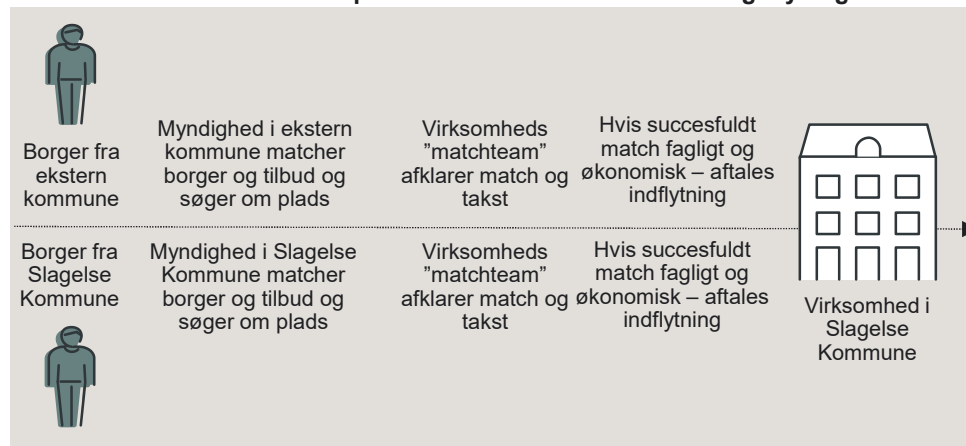 Borger fra
ekstern
kommune
Myndighed i ekstern
kommune matcher
borger og tilbud og
søger om plads
Virksomheds
”matchteam”
afklarer match og
takst
Hvis succesfuldt
match fagligt og
økonomisk – aftales
indflytning
Borger fra
Slagelse
Kommune
Myndighed i Slagelse
Kommune matcher
borger og tilbud og
søger om plads
Virksomheds
”matchteam”
afklarer match og
takst
Hvis succesfuldt
match fagligt og
økonomisk – aftales
indflytning
Virksomhed i
Slagelse
Kommune